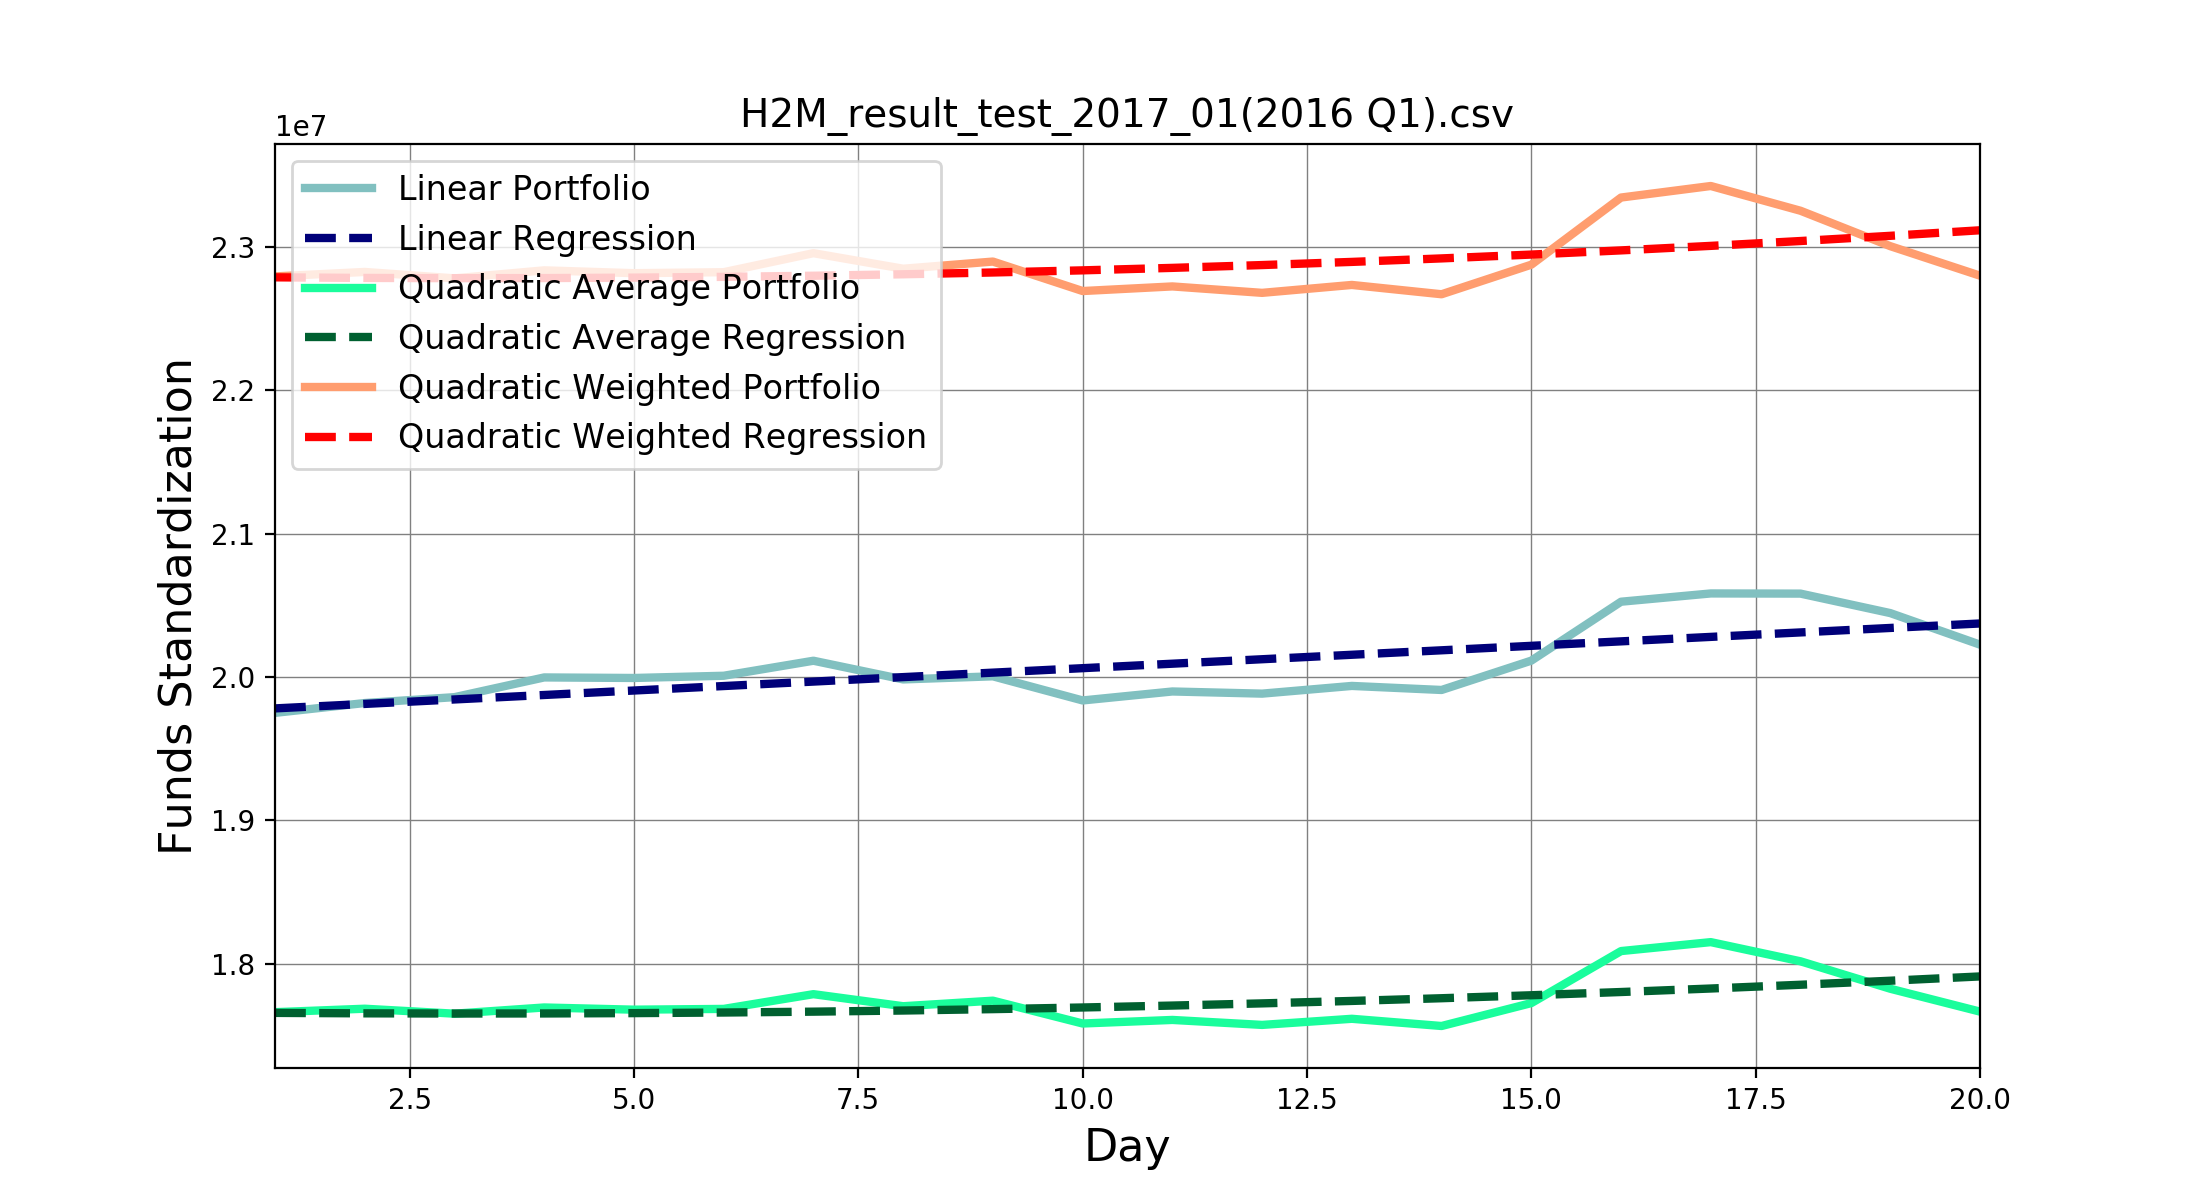 H2M_result_test_2017_01(2016 Q1).csv
1e7
Linear Portfolio
Linear Regression
Quadratic Average Portfolio
Quadratic Average Regression
Quadratic Weighted Portfolio
Quadratic Weighted Regression
Funds Standardization
2.3
2.2
2.1
2.0
1.9
1.8
2.5 5.0 7.5 10.0 12.5 15.0 17.5 20.0
Day